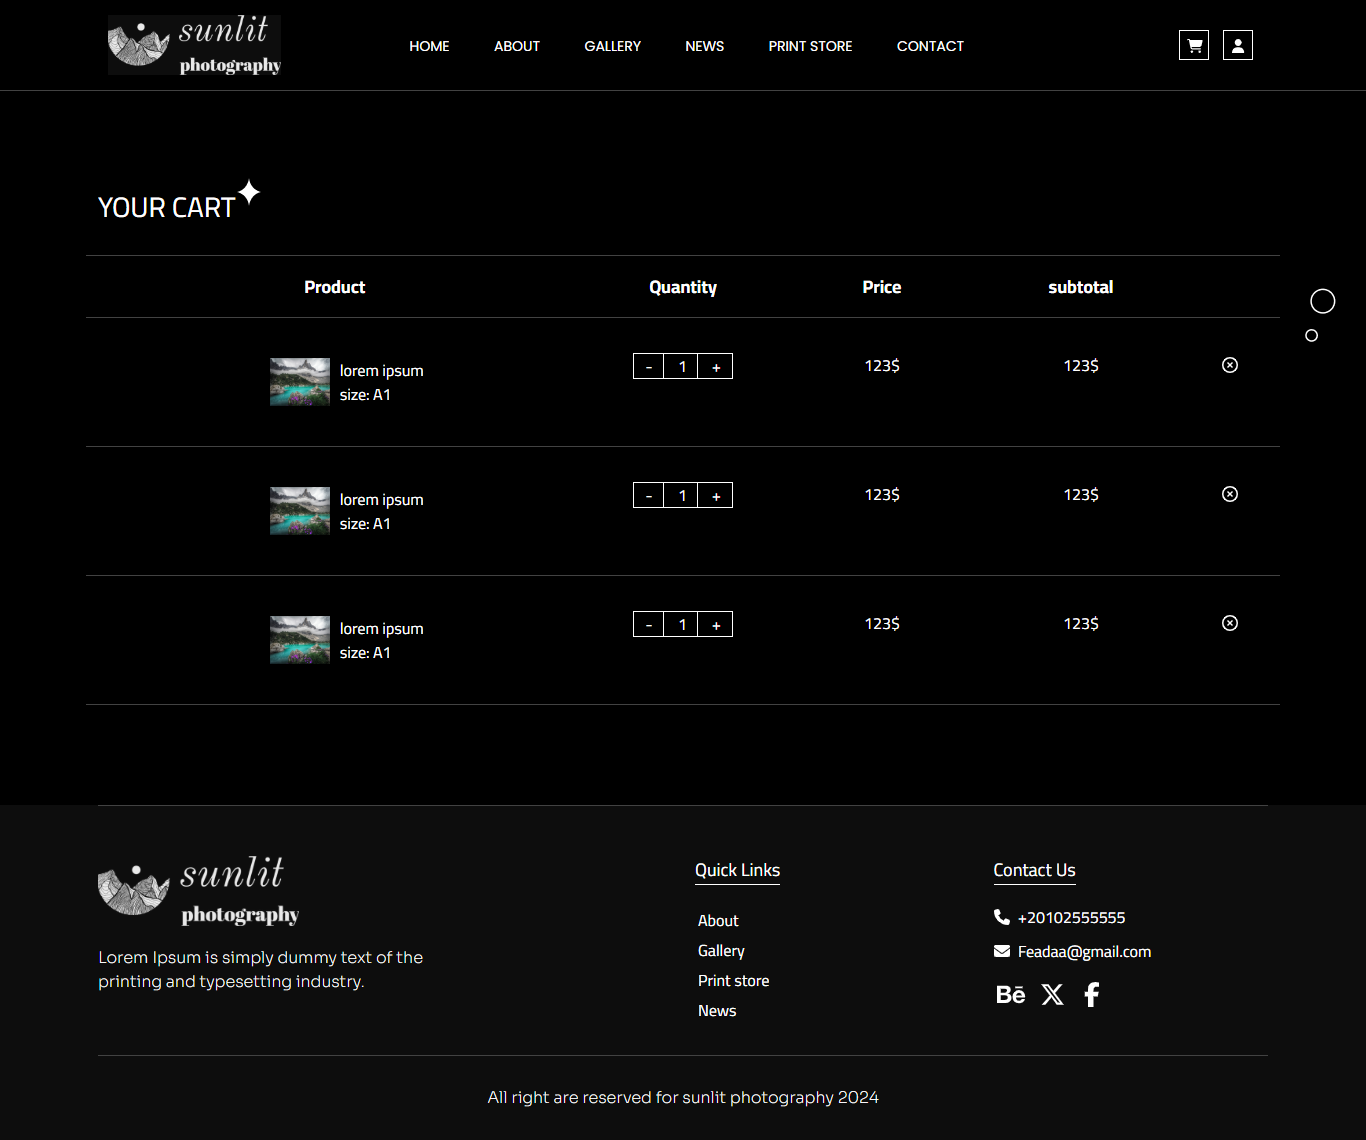 sunlit
photography
HOME ABOUT GALLERY NEWS PRINT STORE CONTACT
YOUR CART
Product Quantity Price subtotal
lorem ipsum
size: A1
- 1 + 123$ 123$
lorem ipsum
size: A1
- 1 + 123$ 123$
lorem ipsum
size: A1
- 1 + 123$ 123$
sunlit
photography
Lorem Ipsum is simply dummy text of the
printing and typesetting industry.
Quick Links
About
Gallery
Print store
News
Contact Us
+20102555555
Feadaa@gmail.com
Bē X f
All right are reserved for sunlit photography 2024